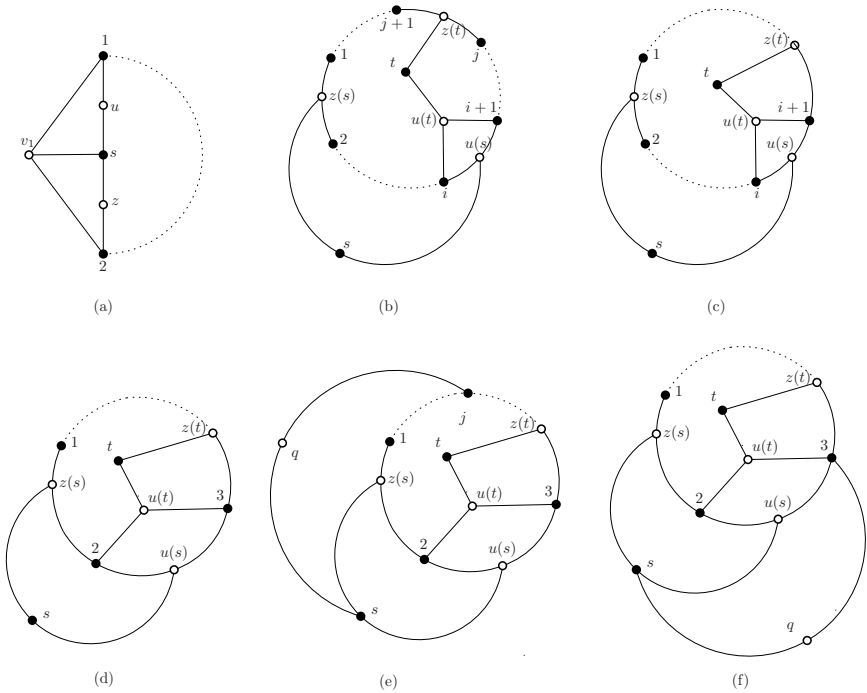 1
u
v₁
s
z
2
(a)
j + 1
z(t)
j
1
t
z(s)
i + 1
u(t)
2
u(s)
i
s
(b)
z(t)
1
t
z(s)
i + 1
u(t)
2
u(s)
i
s
(c)
z(t)
1
t
z(s)
u(t)
3
2
u(s)
s
(d)
j
z(t)
1
t
q
z(s)
u(t)
3
2
u(s)
s
(e)
z(t)
1
t
z(s)
u(t)
3
2
u(s)
s
q
(f)